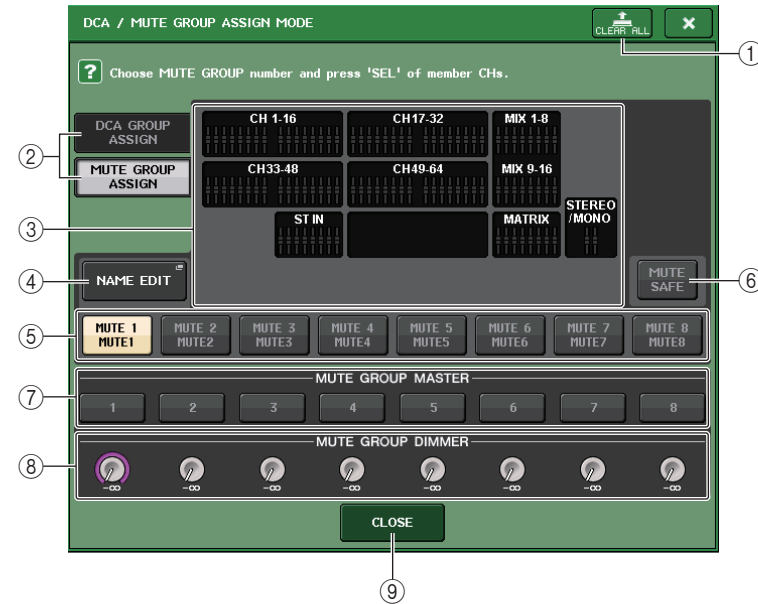 DCA / MUTE GROUP ASSIGN MODE
CLEAR ALL
×
①
? Choose MUTE GROUP number and press 'SEL' of member CHs.
②
DCA GROUP
ASSIGN
MUTE GROUP
ASSIGN
③
CH 1-16
CH17-32
MIX 1-8
CH33-48
CH49-64
MIX 9-16
ST IN
MATRIX
STEREO
/MONO
④
NAME EDIT
MUTE
SAFE
⑥
⑤
MUTE 1
MUTE1
MUTE 2
MUTE2
MUTE 3
MUTE3
MUTE 4
MUTE4
MUTE 5
MUTE5
MUTE 6
MUTE6
MUTE 7
MUTE7
MUTE 8
MUTE8
⑦
MUTE GROUP MASTER
1 2 3 4 5 6 7 8
⑧
MUTE GROUP DIMMER
-∞ -∞ -∞ -∞ -∞ -∞ -∞ -∞
CLOSE
⑨